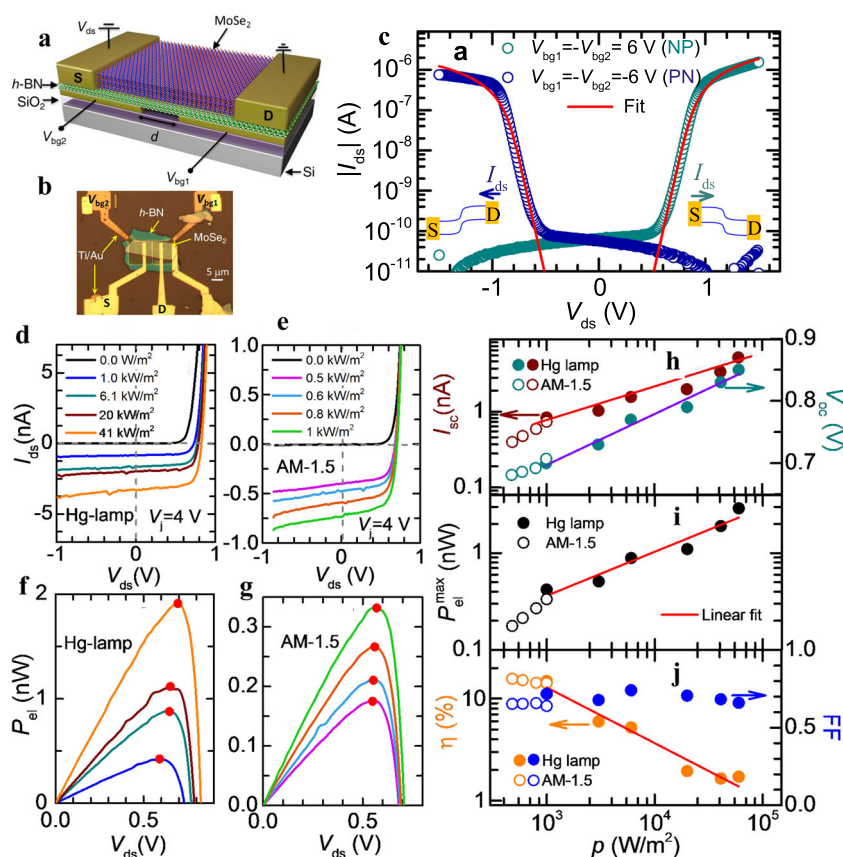 a
V_ds
MoSe₂
h-BN
SiO₂
S
D
V_bg2
d
V_bg1
Si
b
V_bg2
h-BN
V_bg1
MoSe₂
Ti/Au
5 μm
S
D
c
a
V_bg1=-V_bg2= 6 V (NP)
V_bg1=-V_bg2=-6 V (PN)
Fit
|I_ds| (A)
10⁻⁶
10⁻⁷
10⁻⁸
10⁻⁹
10⁻¹⁰
10⁻¹¹
I_ds
S
D
I_ds
S
D
-1 0 1
V_ds (V)
d
0.0 W/m²
1.0 kW/m²
6.1 kW/m²
20 kW/m²
41 kW/m²
I_ds(nA)
5
0
-5
Hg-lamp
V_j=4 V
-1 0
V_ds(V)
e
0.0 kW/m²
0.5 kW/m²
0.6 kW/m²
0.8 kW/m²
1 kW/m²
1.0
0.5
0.0
-0.5
-1.0
AM-1.5
V_j=4 V
-1 0 1
V_ds(V)
f
Hg-lamp
P_el (nW)
2
1
0
0.0 0.5
V_ds(V)
g
AM-1.5
0.3
0.2
0.1
0.0
0.0 0.5
V_ds(V)
h
Hg lamp
AM-1.5
I_sc(nA)
1
0.1
V_oc(V)
0.9
0.8
0.7
i
Hg lamp
AM-1.5
Linear fit
P_el^max (nW)
1
0.1
j
Hg lamp
AM-1.5
η (%)
10
1
FF
1.0
0.5
0.0
10³ 10⁴ 10⁵
p (W/m²)